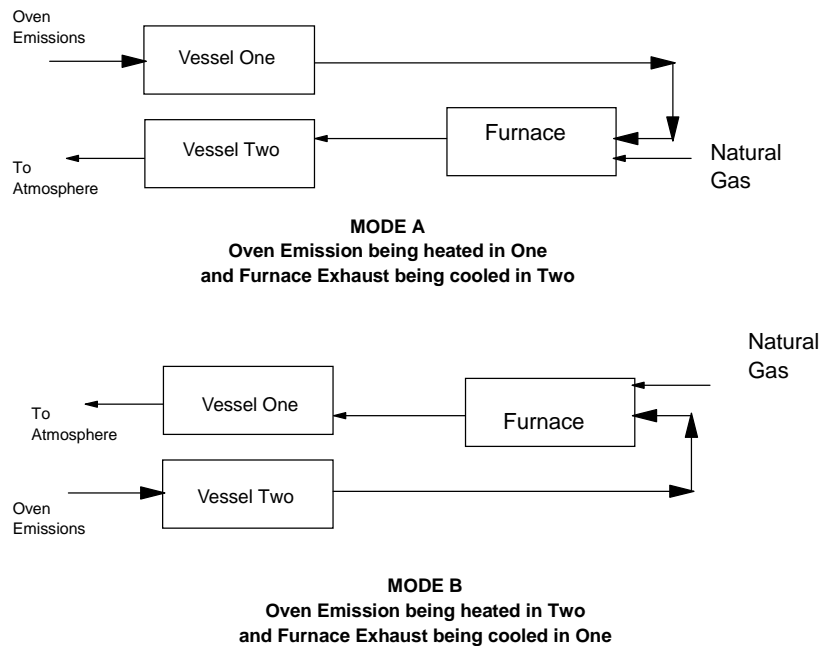 Oven
Emissions
Vessel One
Furnace
Vessel Two
To
Atmosphere
Natural
Gas
MODE A
Oven Emission being heated in One
and Furnace Exhaust being cooled in Two
Natural
Gas
Vessel One
Furnace
To
Atmosphere
Vessel Two
Oven
Emissions
MODE B
Oven Emission being heated in Two
and Furnace Exhaust being cooled in One